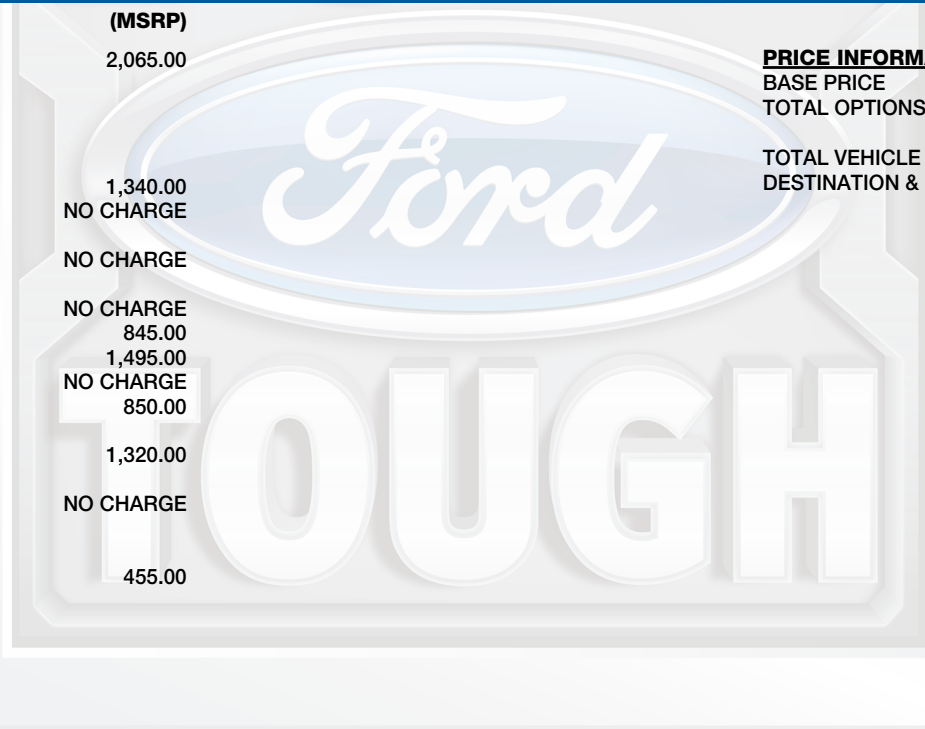 (MSRP)
2,065.00
1,340.00
NO CHARGE
NO CHARGE
NO CHARGE
845.00
1,495.00
NO CHARGE
850.00
1,320.00
NO CHARGE
455.00
PRICE INFORMA
BASE PRICE
TOTAL OPTIONS
TOTAL VEHICLE
DESTINATION &
Ford
TOUGH